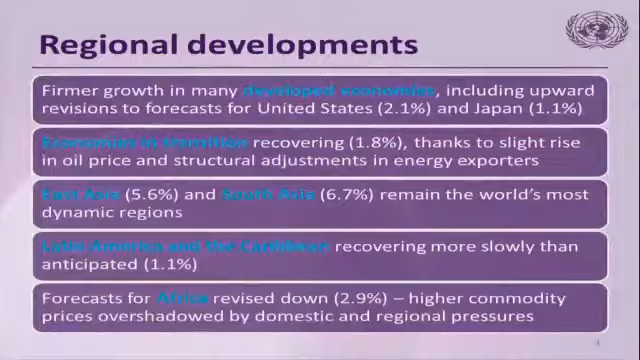 Regional developments
Firmer growth in many developed economies, including upward
revisions to forecasts for United States (2.1%) and Japan (1.1%)
Economies in transition recovering (1.8%), thanks to slight rise
in oil price and structural adjustments in energy exporters
East Asia (5.6%) and South Asia (6.7%) remain the world's most
dynamic regions
Latin America and the Caribbean recovering more slowly than
anticipated (1.1%)
Forecasts for Africa revised down (2.9%) – higher commodity
prices overshadowed by domestic and regional pressures